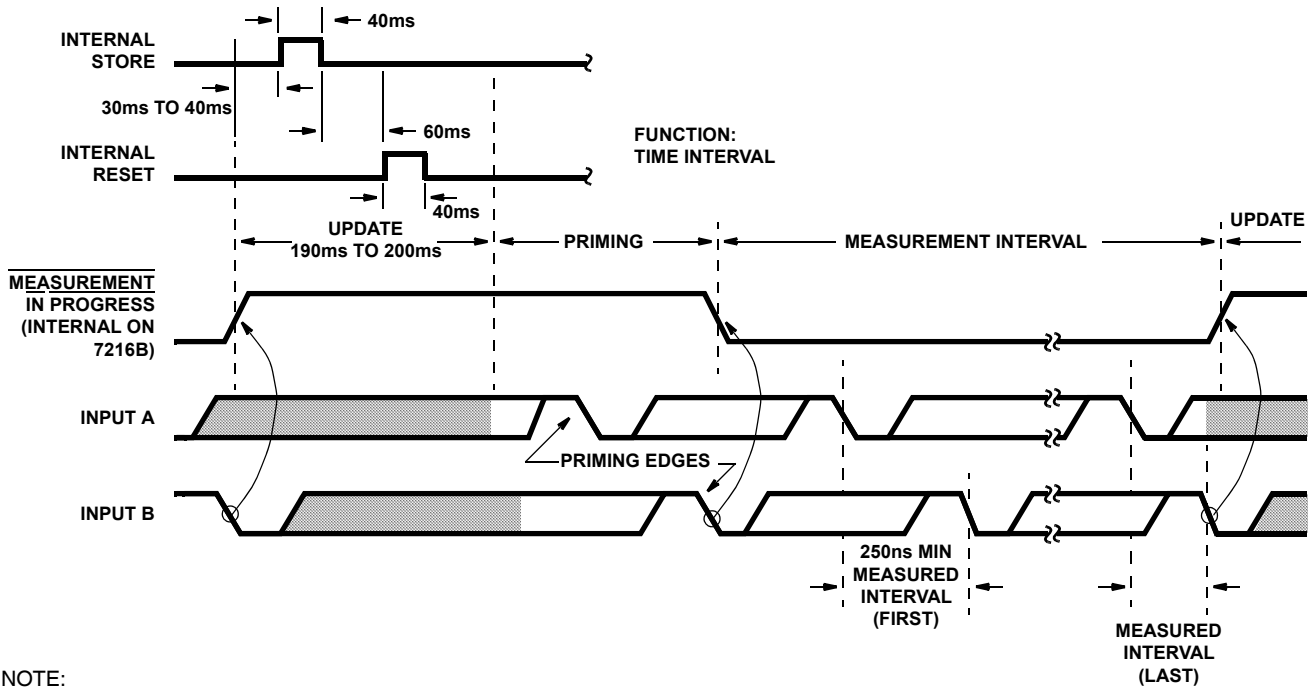 40ms
INTERNAL
STORE
30ms TO 40ms
60ms
FUNCTION:
TIME INTERVAL
INTERNAL
RESET
40ms
UPDATE
190ms TO 200ms
PRIMING
MEASUREMENT INTERVAL
UPDATE
MEASUREMENT
IN PROGRESS
(INTERNAL ON
7216B)
INPUT A
PRIMING EDGES
INPUT B
250ns MIN
MEASURED
INTERVAL
(FIRST)
MEASURED
INTERVAL
(LAST)
NOTE: